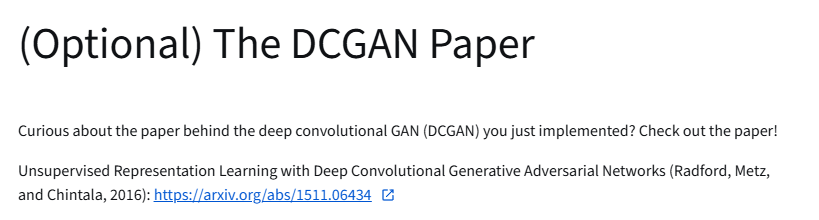 (Optional) The DCGAN Paper
Curious about the paper behind the deep convolutional GAN (DCGAN) you just implemented? Check out the paper!
Unsupervised Representation Learning with Deep Convolutional Generative Adversarial Networks (Radford, Metz,
and Chintala, 2016): https://arxiv.org/abs/1511.06434